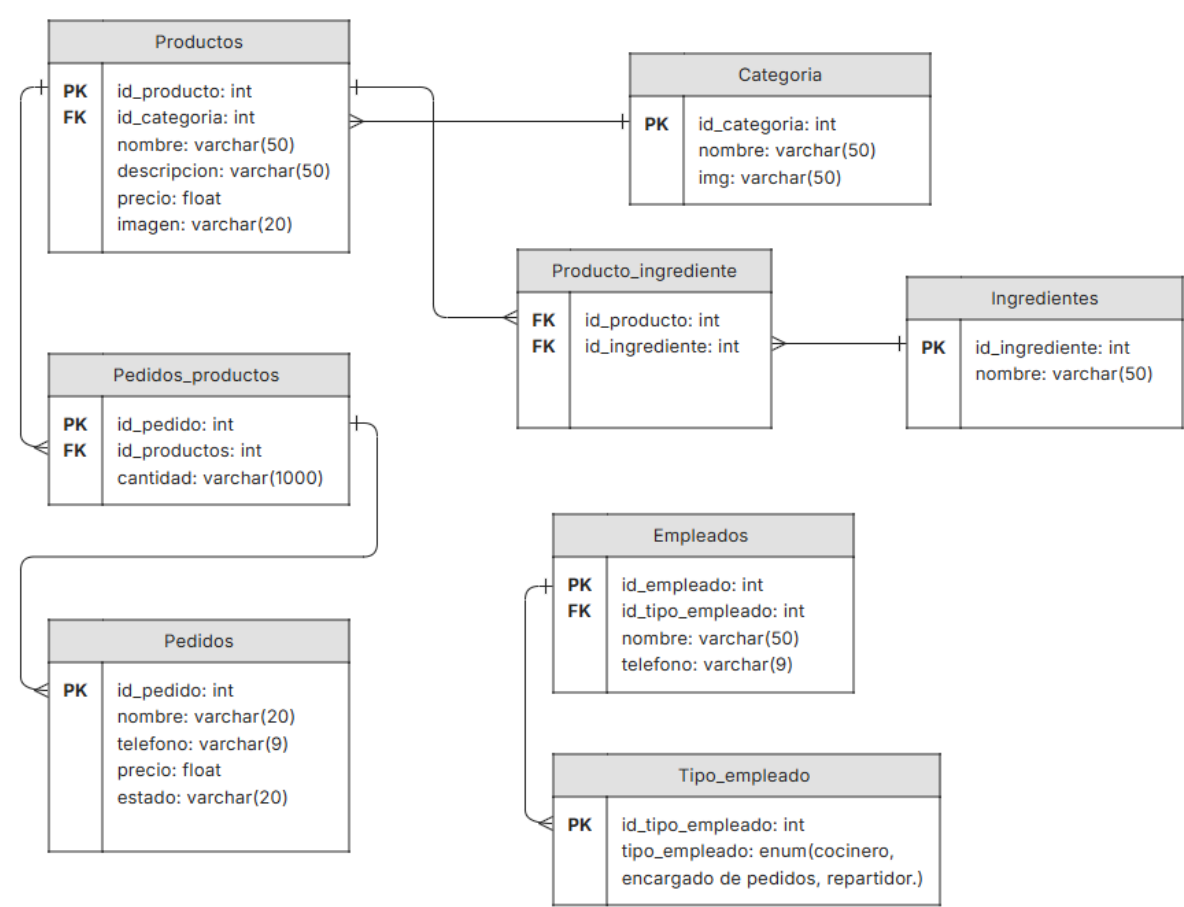 Productos
PK id_producto: int
FK id_categoria: int
nombre: varchar(50)
descripcion: varchar(50)
precio: float
imagen: varchar(20)
Categoria
PK id_categoria: int
nombre: varchar(50)
img: varchar(50)
Producto_ingrediente
FK id_producto: int
FK id_ingrediente: int
Ingredientes
PK id_ingrediente: int
nombre: varchar(50)
Pedidos_productos
PK id_pedido: int
FK id_productos: int
cantidad: varchar(1000)
Empleados
PK id_empleado: int
FK id_tipo_empleado: int
nombre: varchar(50)
telefono: varchar(9)
Pedidos
PK id_pedido: int
nombre: varchar(20)
telefono: varchar(9)
precio: float
estado: varchar(20)
Tipo_empleado
PK id_tipo_empleado: int
tipo_empleado: enum(cocinero,
encargado de pedidos, repartidor.)